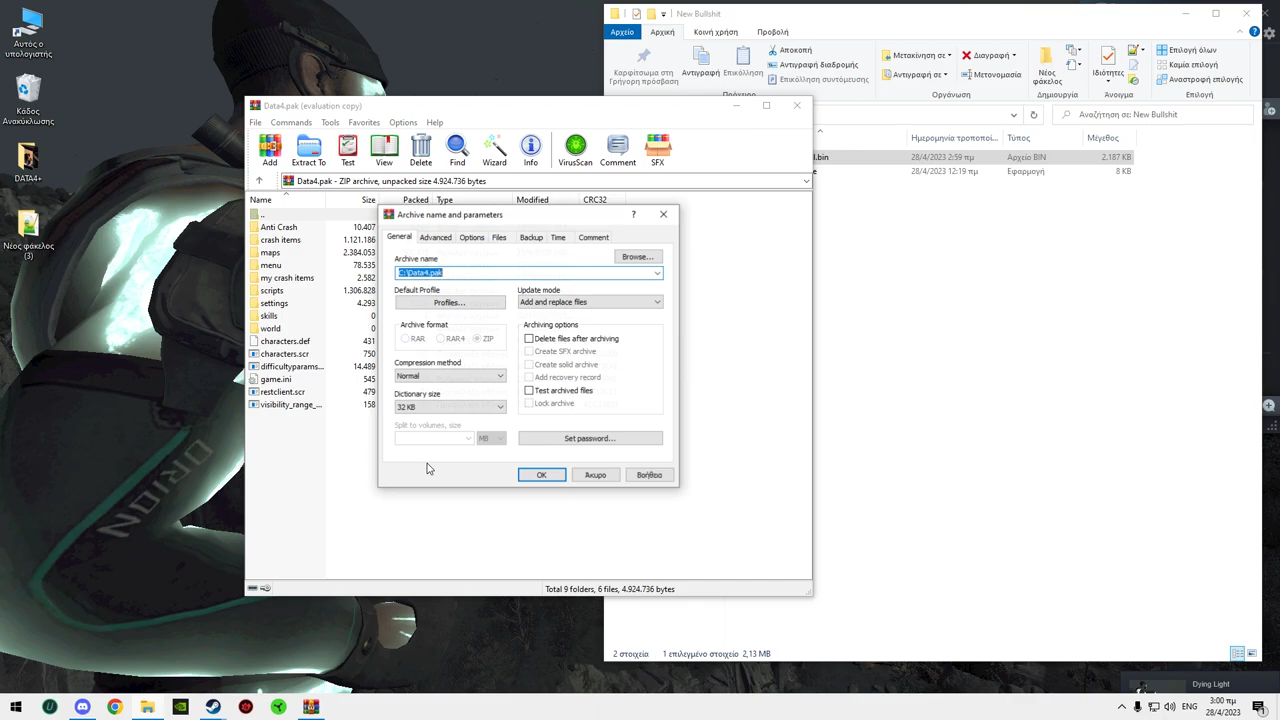 Αυτός ο
υπολογιστής
Κάδος
Ανακύκλωσης
DATA4+
Νέος φάκελος
(3)
New Bullshit
Αρχείο Αρχική Κοινή χρήση Προβολή
Καρφίτσωμα στη
Γρήγορη πρόσβαση
Αντιγραφή
Επικόλληση
Αποκοπή
Αντιγραφή διαδρομής
Επικόλληση συντόμευσης
Πρόχειρο
Μετακίνηση σε
Αντιγραφή σε
Διαγραφή
Μετονομασία
Οργάνωση
Νέος
φάκελος
Δημιουργία
Ιδιότητες
Άνοιγμα
Επιλογή όλων
Καμία επιλογή
Αναστροφή επιλογής
Επιλογή
Αναζήτηση σε: New Bullshit
Ημερομηνία τροποποί... Τύπος Μέγεθος
l.bin 28/4/2023 2:59 πμ Αρχείο BIN 2.187 KB
e 28/4/2023 12:19 πμ Εφαρμογή 8 KB
2 στοιχεία 1 επιλεγμένο στοιχείο 2,13 MB
Data4.pak (evaluation copy)
File Commands Tools Favorites Options Help
Add Extract To Test View Delete Find Wizard Info VirusScan Comment SFX
Data4.pak - ZIP archive, unpacked size 4.924.736 bytes
Name Size Packed Type Modified CRC32
..
Anti Crash 10.407
crash items 1.121.186
maps 2.384.053
menu 78.535
my crash items 2.582
scripts 1.306.828
settings 4.293
skills 0
world 0
characters.def 431
characters.scr 750
difficultyparams... 14.489
game.ini 545
restclient.scr 479
visibility_range_... 158
Total 9 folders, 6 files, 4.924.736 bytes
Archive name and parameters
?
General Advanced Options Files Backup Time Comment
Archive name
Browse...
C:\Data4.pak
Default Profile
Profiles...
Update mode
Add and replace files
Archive format
RAR RAR4 ZIP
Archiving options
Delete files after archiving
Create SFX archive
Create solid archive
Add recovery record
Test archived files
Lock archive
Compression method
Normal
Dictionary size
32 KB
Split to volumes, size
MB
Set password...
OK Άκυρο Βοήθεια
ORION
Dying Light
ENG
3:00 πμ
28/4/2023
1